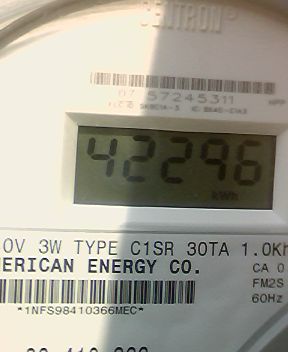 CENTRON®
07 57245311
42296
kWh
0V 3W TYPE C1SR 30TA 1.0Kh
ERICAN ENERGY CO.
CA 0
FM2S
60Hz
*1NFS98410366MEC*